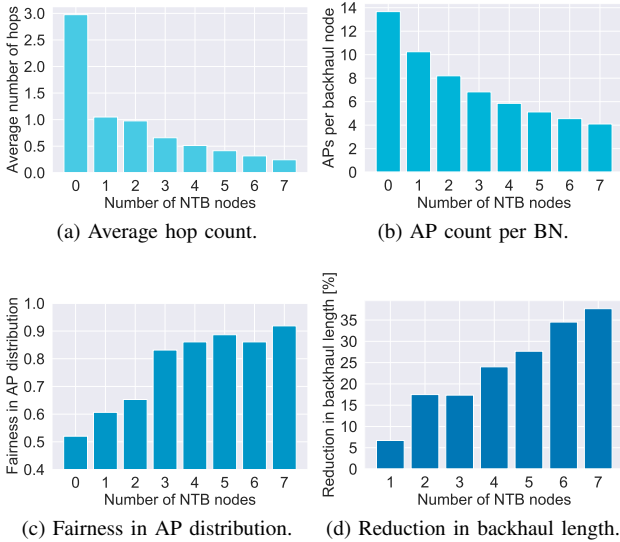 Average number of hops
3.0
2.5
2.0
1.5
1.0
0.5
0.0
0 1 2 3 4 5 6 7
Number of NTB nodes
(a) Average hop count.
APs per backhaul node
14
12
10
8
6
4
2
0
0 1 2 3 4 5 6 7
Number of NTB nodes
(b) AP count per BN.
Fairness in AP distribution
1.0
0.9
0.8
0.7
0.6
0.5
0.4
0 1 2 3 4 5 6 7
Number of NTB nodes
(c) Fairness in AP distribution.
Reduction in backhaul length [%]
35
30
25
20
15
10
5
0
1 2 3 4 5 6 7
Number of NTB nodes
(d) Reduction in backhaul length.